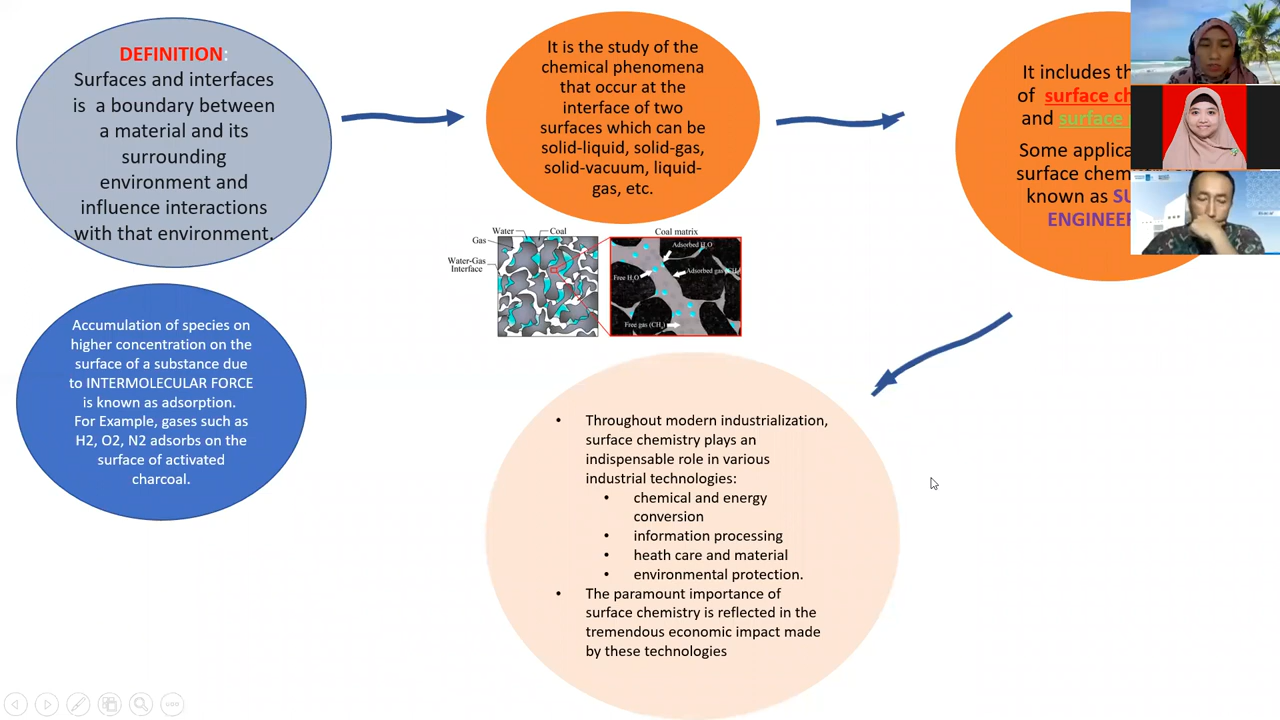 DEFINITION:
Surfaces and interfaces
is a boundary between
a material and its
surrounding
environment and
influence interactions
with that environment.
It is the study of the
chemical phenomena
that occur at the
interface of two
surfaces which can be
solid-liquid, solid-gas,
solid-vacuum, liquid-
gas, etc.
It includes
of surface
and surface
Some
surface
known as
Water
Coal
Gas
Water-Gas
Interface
Coal matrix
Adsorbed H2O
Free H2O
Adsorbed gas
Free gas (CH4)
Accumulation of species on
higher concentration on the
surface of a substance due
to INTERMOLECULAR FORCE
is known as adsorption.
For Example, gases such as
H2, O2, N2 adsorbs on the
surface of activated
charcoal.
• Throughout modern industrialization,
surface chemistry plays an
indispensable role in various
industrial technologies:
• chemical and energy
conversion
• information processing
• heath care and material
• environmental protection.
• The paramount importance of
surface chemistry is reflected in the
tremendous economic impact made
by these technologies